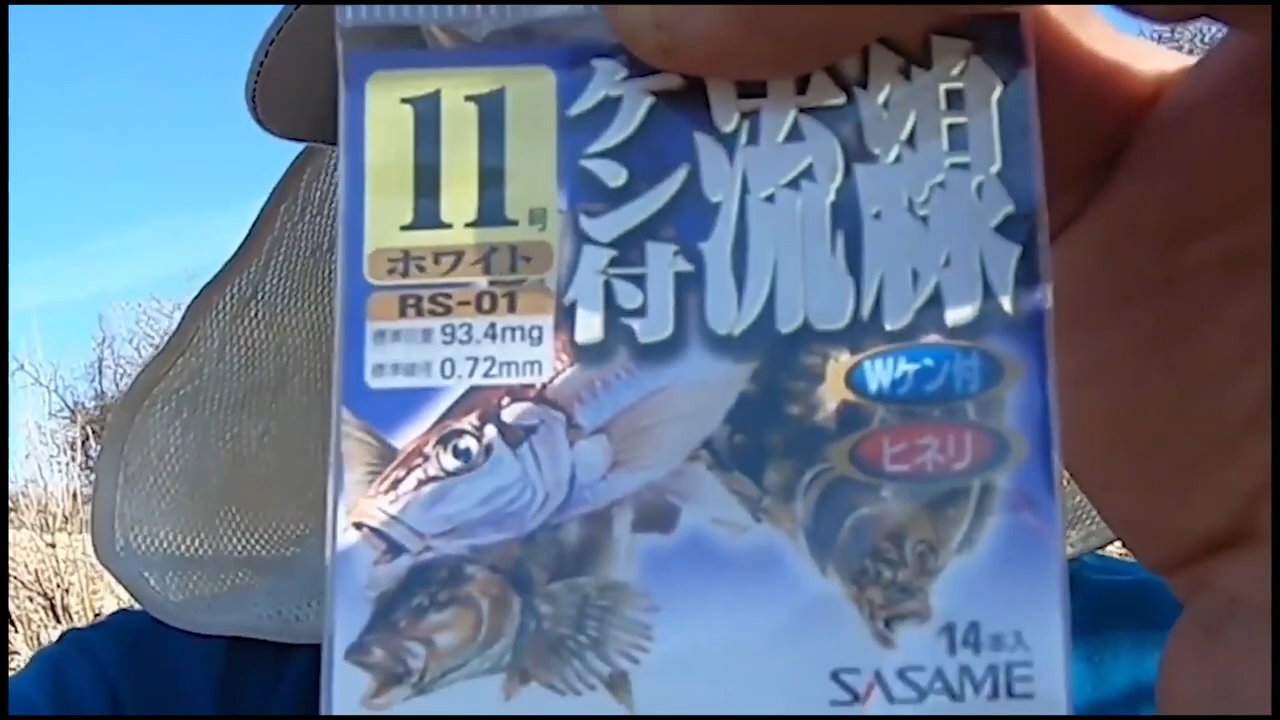 11号
ホワイト
RS-01
標準自重 93.4mg
標準線径 0.72mm
ケン付
流線
Wケン付
ヒネリ
14本入
SASAME